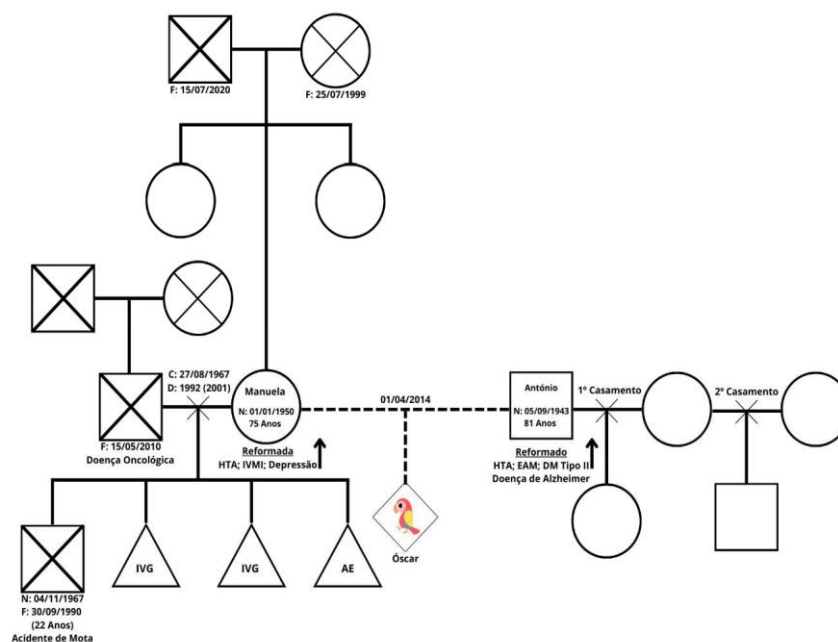 F: 15/07/2020
F: 25/07/1999
C: 27/08/1967
D: 1992 (2001)
F: 15/05/2010
Doença Oncológica
Manuela
N: 01/01/1950
75 Anos
Reformada
HTA; IVMI; Depressão
01/04/2014
António
N: 05/09/1943
81 Anos
Reformado
HTA; EAM; DM Tipo II
Doença de Alzheimer
1º Casamento
2º Casamento
N: 04/11/1967
F: 30/09/1990
(22 Anos)
Acidente de Mota
IVG
IVG
AE
Óscar